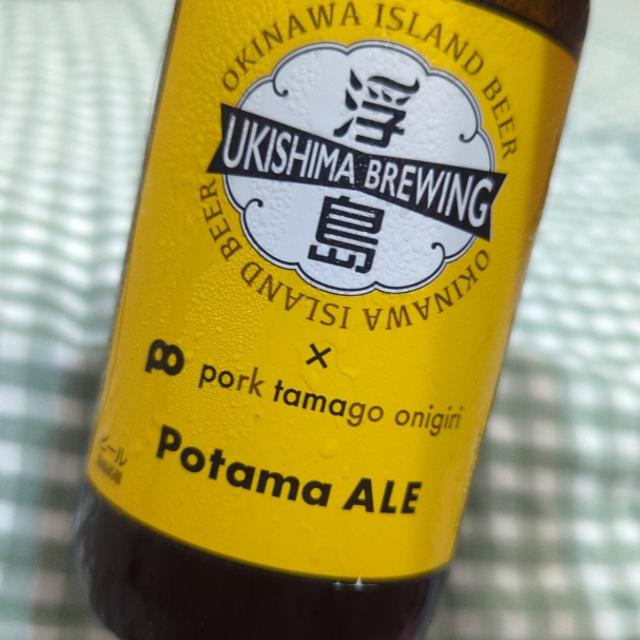 OKINAWA ISLAND BEER
浮
UKISHIMA BREWING
島
OKINAWA ISLAND BEER
×
pork tamago onigiri
Potama ALE
ビール